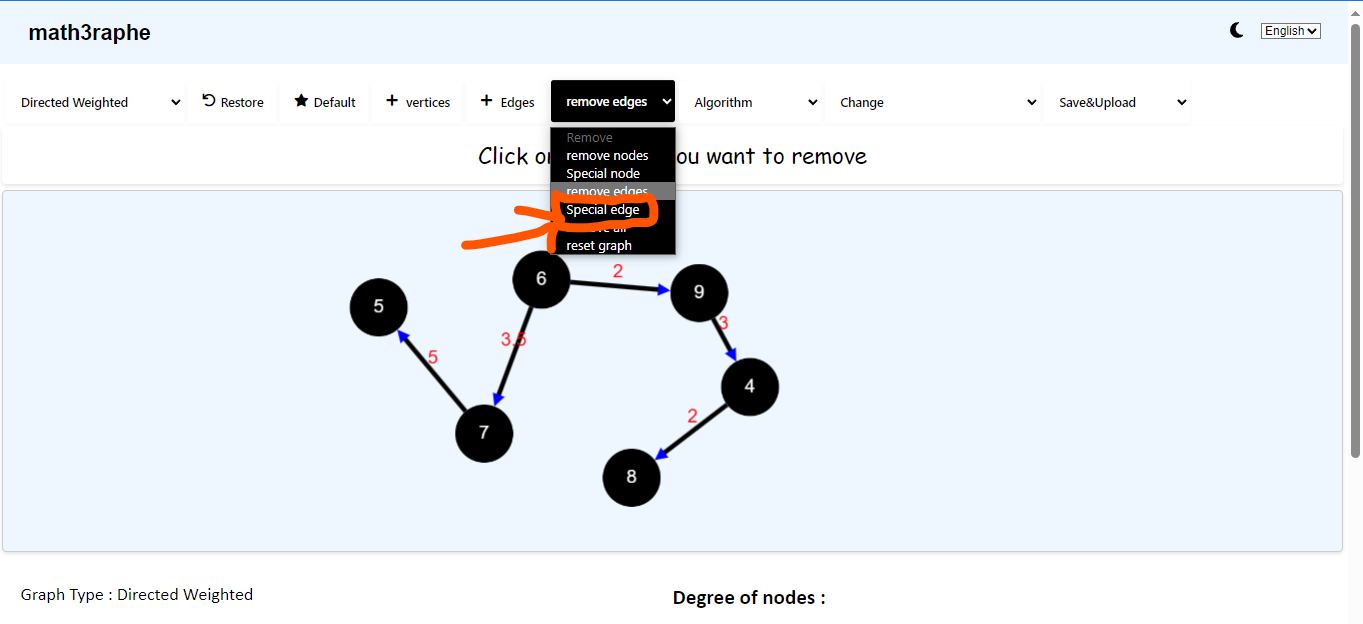 math3raphe
English
Directed Weighted
Restore
Default
+ vertices
+ Edges
remove edges
Algorithm
Change
Save&Upload
Remove
remove nodes
Special node
remove edges
Special edge
all
reset graph
Click ou want to remove
6
2
9
5
3
3.5
5
4
2
7
8
Graph Type : Directed Weighted
Degree of nodes :